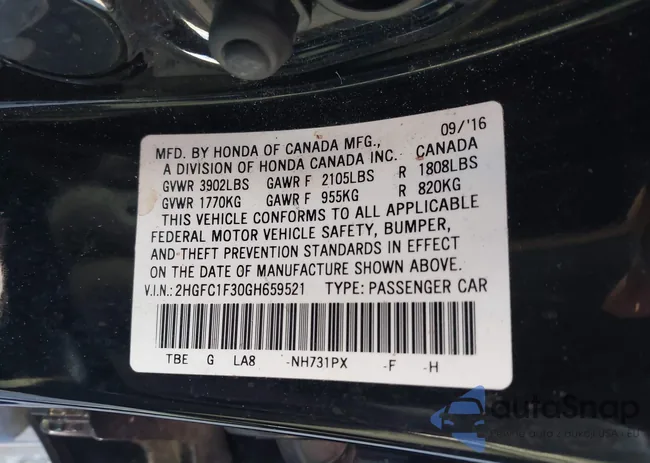 MFD. BY HONDA OF CANADA MFG., 09/'16
A DIVISION OF HONDA CANADA INC. CANADA
GVWR 3902LBS GAWR F 2105LBS R 1808LBS
GVWR 1770KG GAWR F 955KG R 820KG
THIS VEHICLE CONFORMS TO ALL APPLICABLE
FEDERAL MOTOR VEHICLE SAFETY, BUMPER,
AND THEFT PREVENTION STANDARDS IN EFFECT
ON THE DATE OF MANUFACTURE SHOWN ABOVE.
V.I.N.: 2HGFC1F30GH659521 TYPE: PASSENGER CAR
TBE G LA8 -NH731PX -F -H
autoSnap